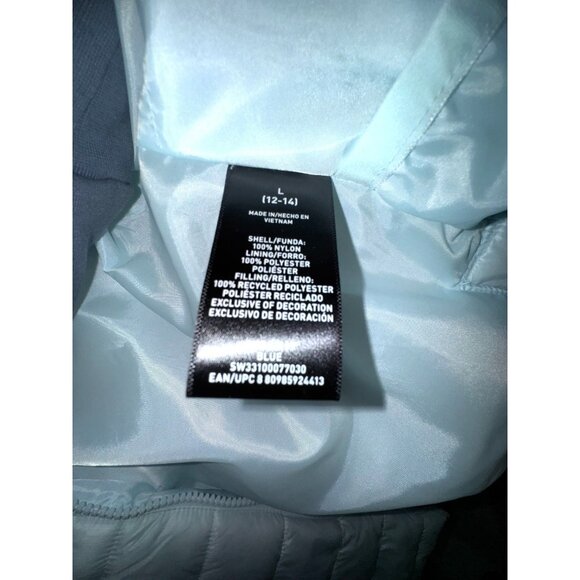 L
(12-14)
MADE IN/HECHO EN
VIETNAM
SHELL/FUNDA:
100% NYLON
LINING/FORRO:
100% POLYESTER
POLIÉSTER
FILLING/RELLENO:
100% RECYCLED POLYESTER
POLIÉSTER RECICLADO
EXCLUSIVE OF DECORATION
EXCLUSIVO DE DECORACIÓN
BLUE
SW33100077030
EAN/UPC 8 80985924413